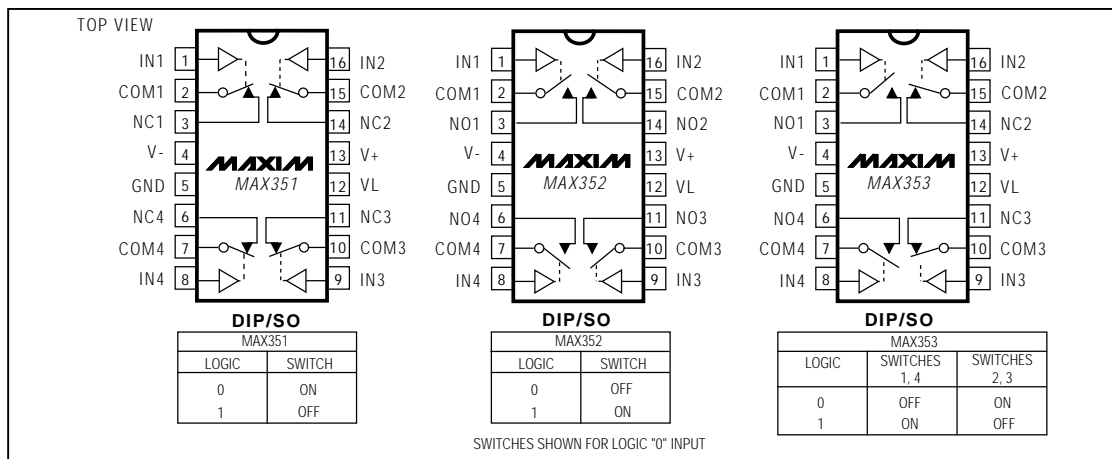 TOP VIEW
IN1 1 16 IN2
COM1 2 15 COM2
NC1 3 14 NC2
V- 4 13 V+
MAXIM
MAX351
GND 5 12 VL
NC4 6 11 NC3
COM4 7 10 COM3
IN4 8 9 IN3
DIP/SO
MAX351
LOGIC SWITCH
0 ON
1 OFF
IN1 1 16 IN2
COM1 2 15 COM2
NO1 3 14 NO2
V- 4 13 V+
MAXIM
MAX352
GND 5 12 VL
NO4 6 11 NO3
COM4 7 10 COM3
IN4 8 9 IN3
DIP/SO
MAX352
LOGIC SWITCH
0 OFF
1 ON
IN1 1 16 IN2
COM1 2 15 COM2
NO1 3 14 NC2
V- 4 13 V+
MAXIM
MAX353
GND 5 12 VL
NO4 6 11 NC3
COM4 7 10 COM3
IN4 8 9 IN3
DIP/SO
MAX353
LOGIC SWITCHES 1, 4 SWITCHES 2, 3
0 OFF ON
1 ON OFF
SWITCHES SHOWN FOR LOGIC "0" INPUT